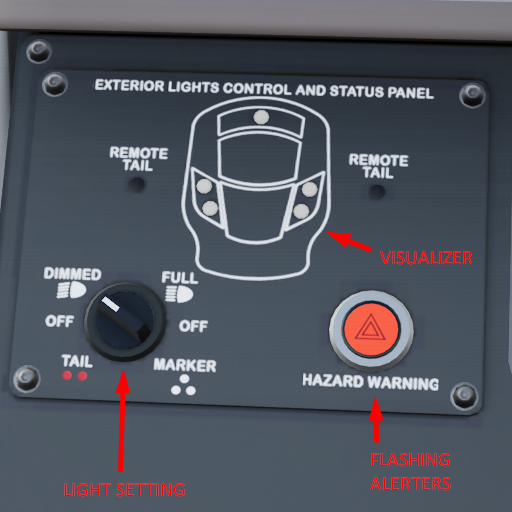 EXTERIOR LIGHTS CONTROL AND STATUS PANEL
REMOTE
TAIL
REMOTE
TAIL
VISUALIZER
DIMMED
FULL
OFF
OFF
TAIL
MARKER
HAZARD WARNING
LIGHT SETTING
FLASHING
ALERTERS